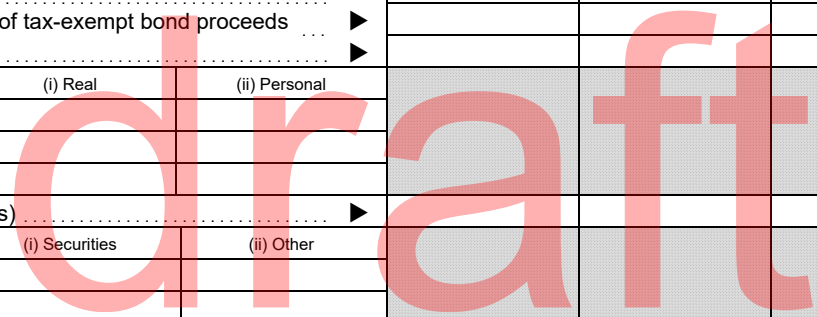 of tax-exempt bond proceeds ... ▶
▶
(i) Real (ii) Personal
s) ▶
(i) Securities (ii) Other
draft